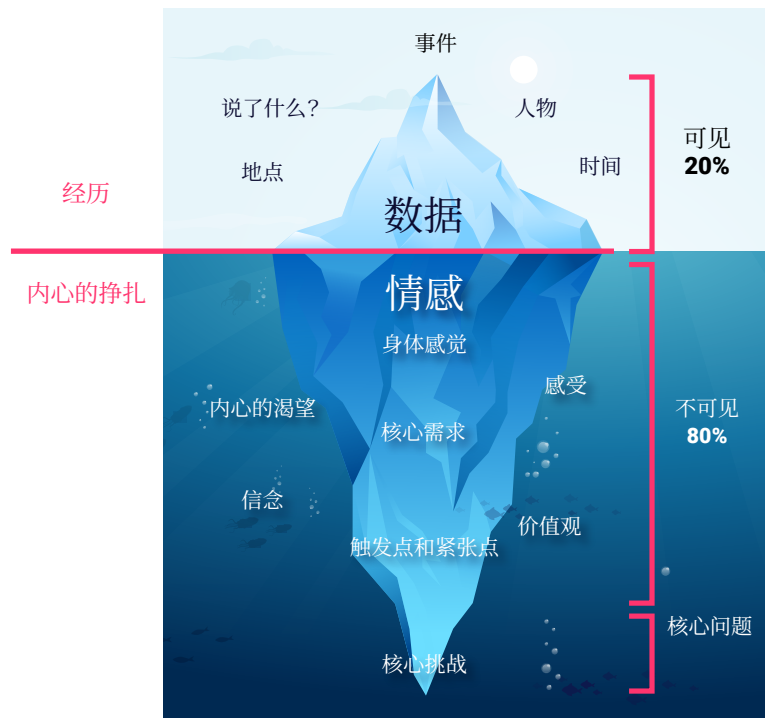 事件
说了什么?
人物
地点
时间
可见
20%
经历
数据
内心的挣扎
情感
身体感觉
感受
内心的渴望
不可见
80%
核心需求
信念
价值观
触发点和紧张点
核心问题
核心挑战